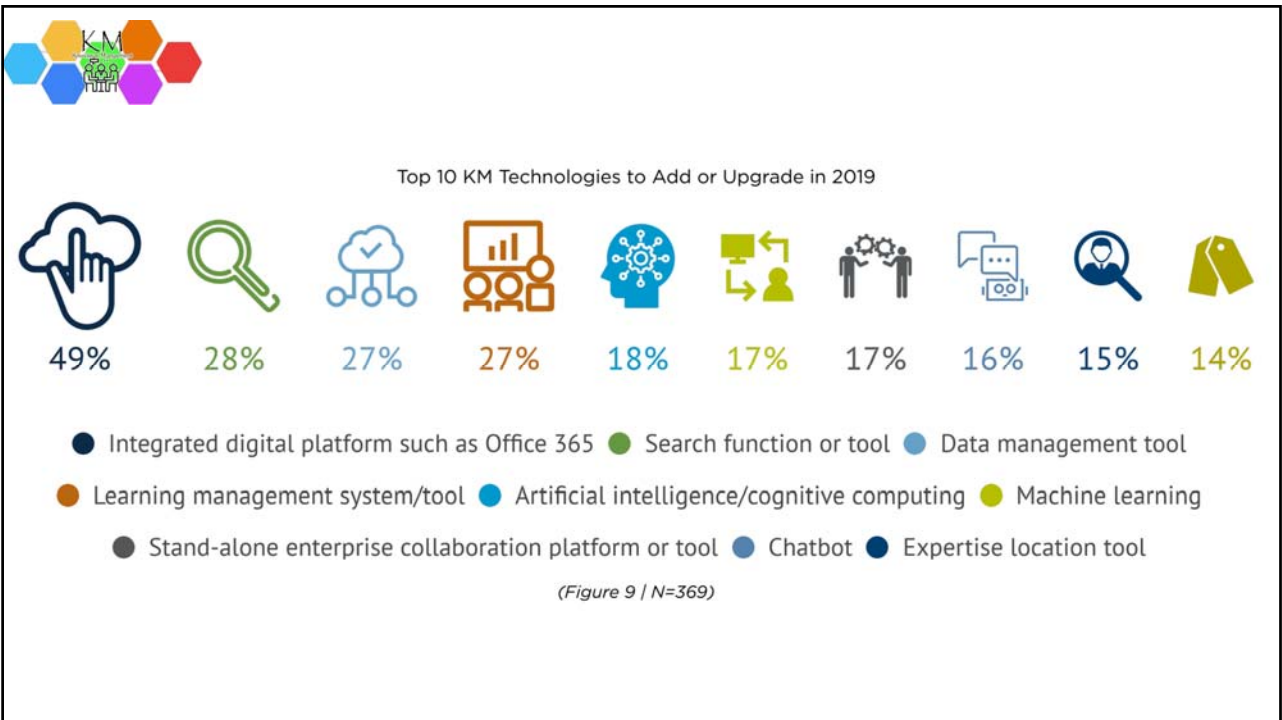 KM
Knowledge Management
Top 10 KM Technologies to Add or Upgrade in 2019
49% 28% 27% 27% 18% 17% 17% 16% 15% 14%
Integrated digital platform such as Office 365 Search function or tool Data management tool
Learning management system/tool Artificial intelligence/cognitive computing Machine learning
Stand-alone enterprise collaboration platform or tool Chatbot Expertise location tool
(Figure 9 / N=369)